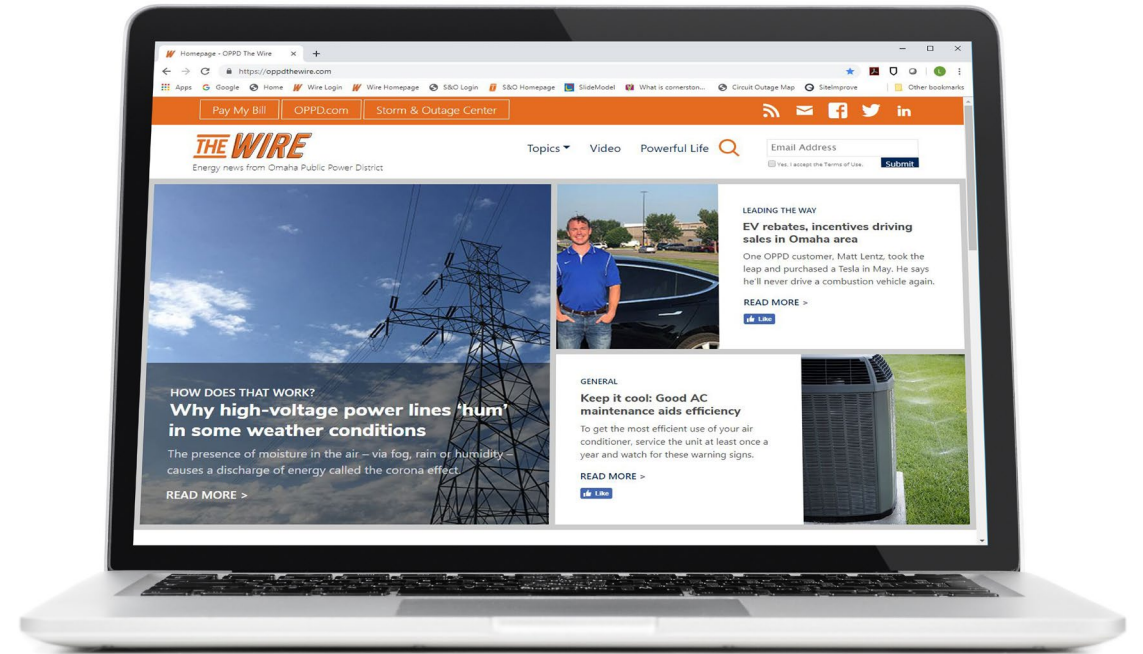 Homepage - OPPD The Wire
https://oppdthewire.com
Apps Google Home Wire Login Wire Homepage S&O Login S&O Homepage SlideModel What is cornerston... Circuit Outage Map SiteImprove Other bookmarks
Pay My Bill OPPD.com Storm & Outage Center
THE WIRE
Energy news from Omaha Public Power District
Topics Video Powerful Life
Email Address
Yes, I accept the Terms of Use.
Submit
HOW DOES THAT WORK?
Why high-voltage power lines ‘hum’
in some weather conditions
The presence of moisture in the air – via fog, rain or humidity –
causes a discharge of energy called the corona effect.
READ MORE >
LEADING THE WAY
EV rebates, incentives driving
sales in Omaha area
One OPPD customer, Matt Lentz, took the
leap and purchased a Tesla in May. He says
he'll never drive a combustion vehicle again.
READ MORE >
Like
GENERAL
Keep it cool: Good AC
maintenance aids efficiency
To get the most efficient use of your air
conditioner, service the unit at least once a
year and watch for these warning signs.
READ MORE >
Like